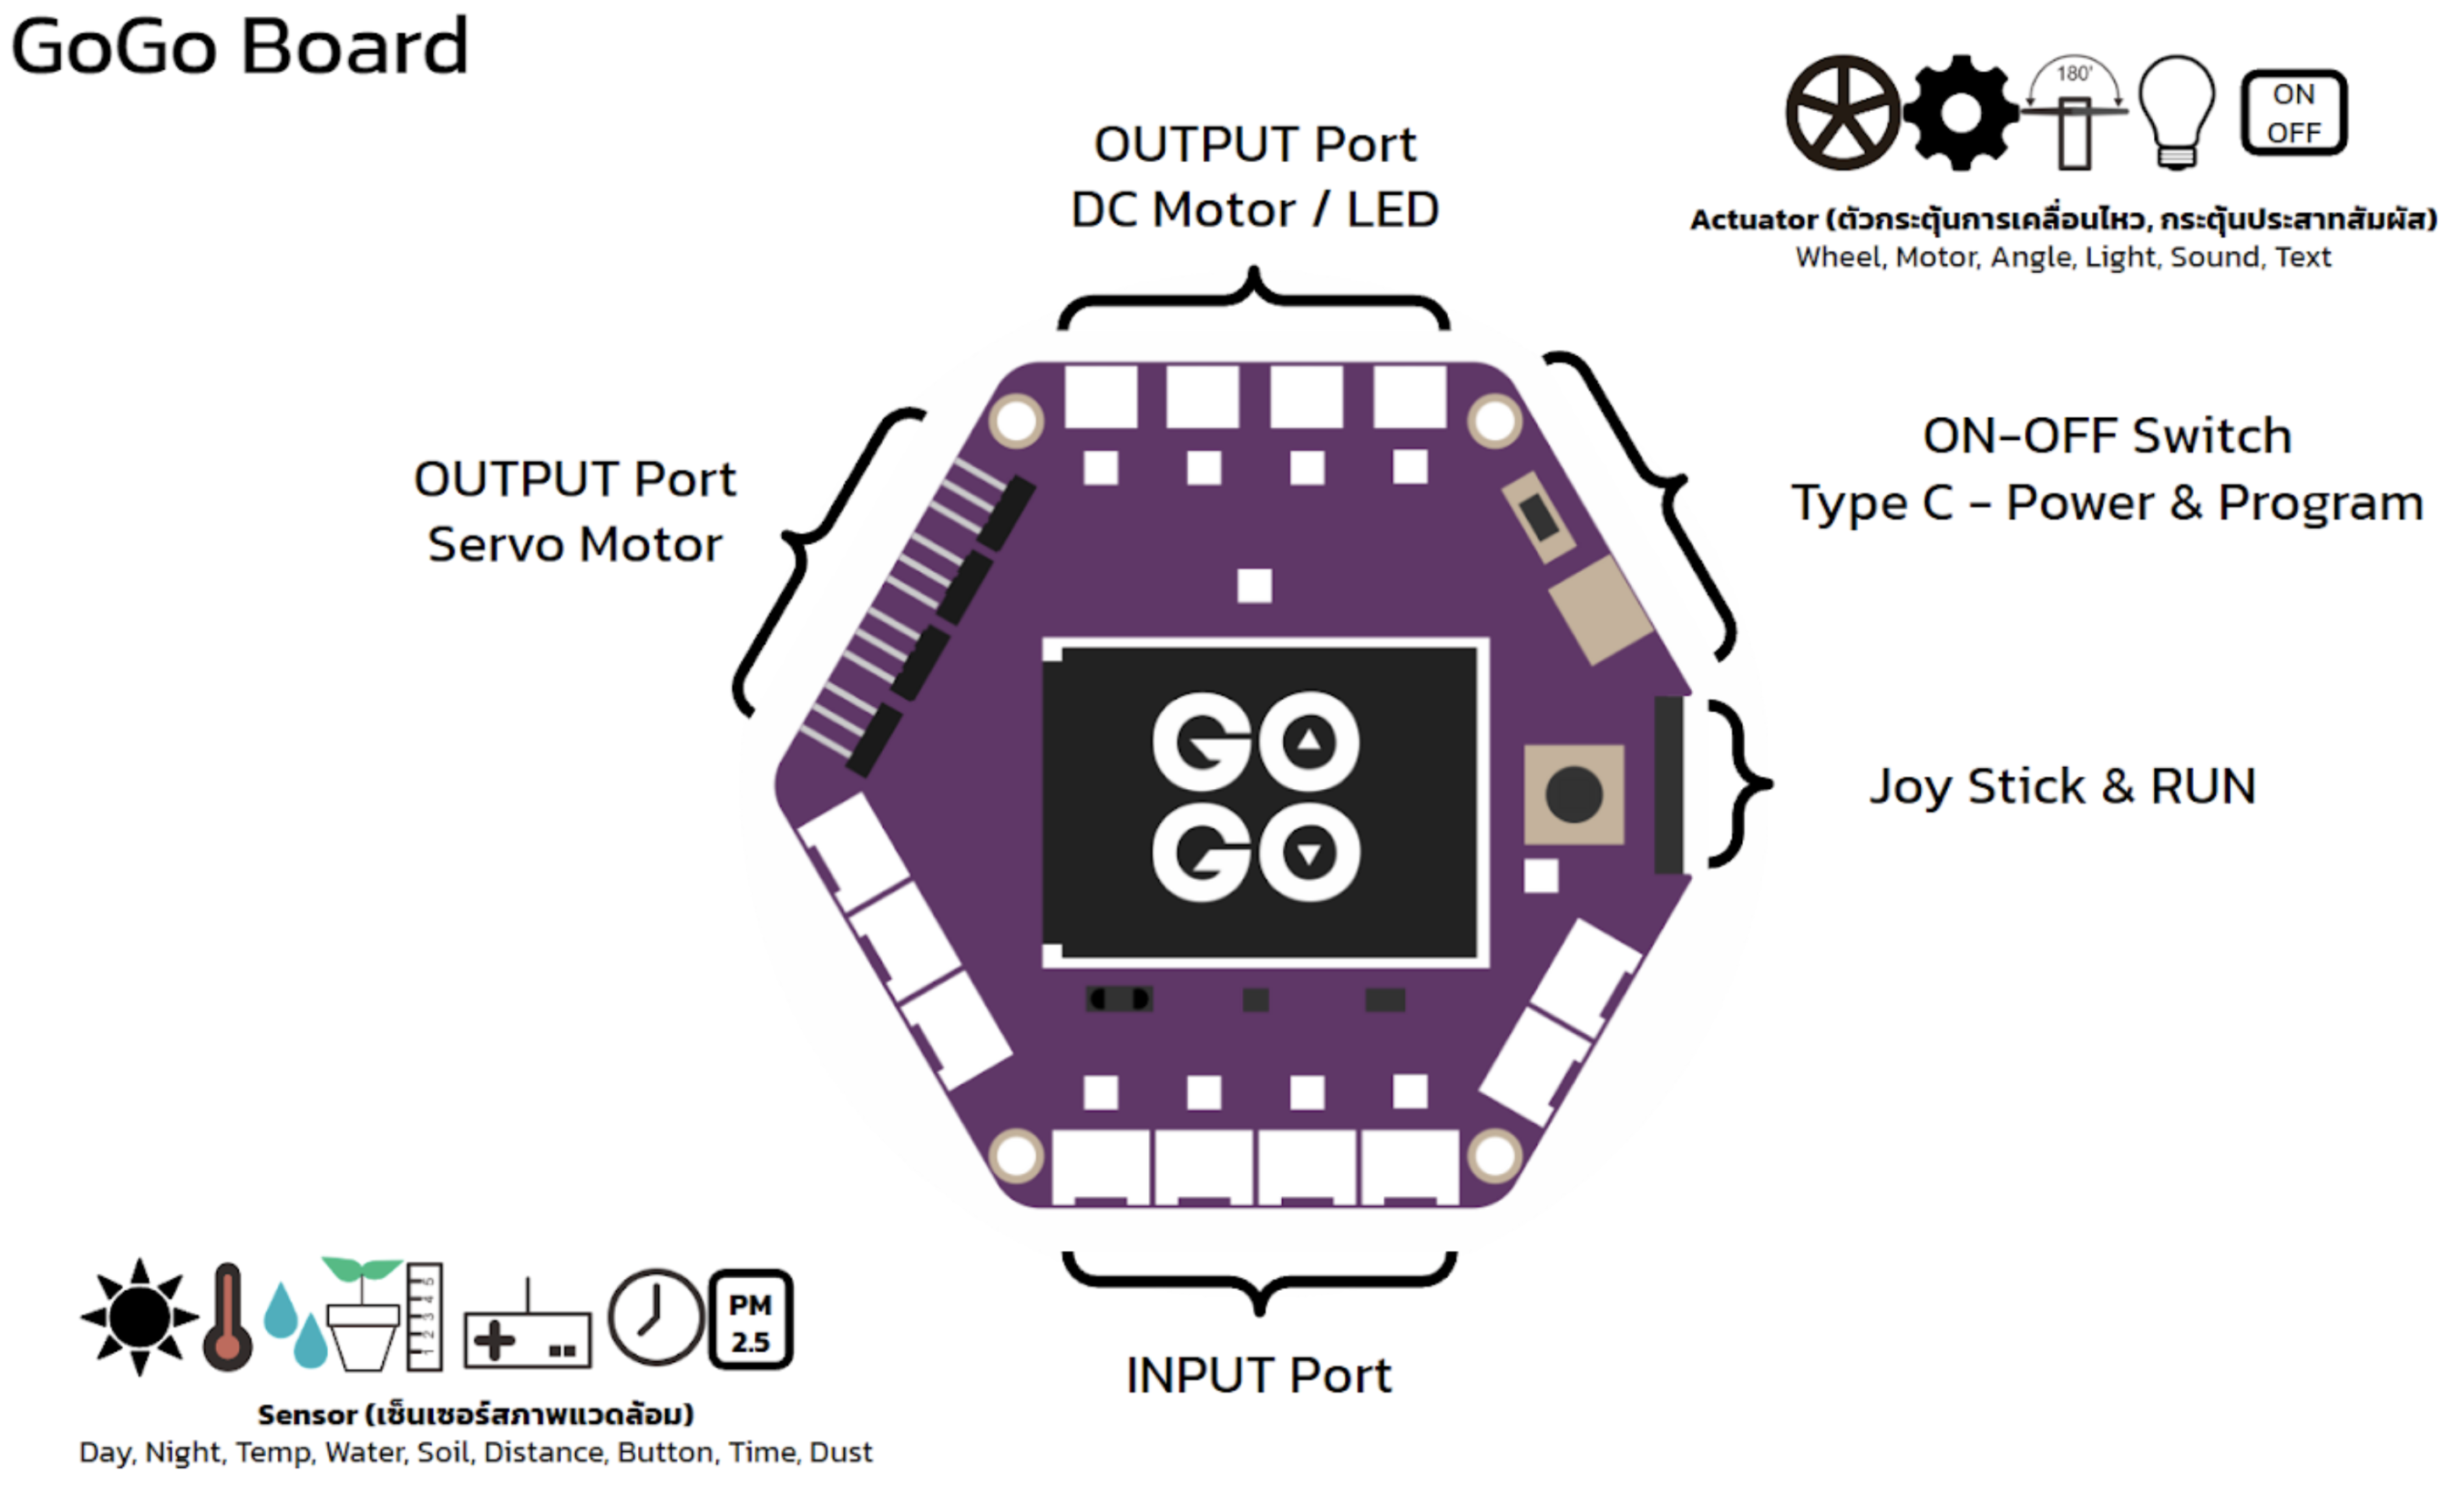 GoGo Board
180'
ON
OFF
Actuator (ตัวกระตุ้นการเคลื่อนไหว, กระตุ้นประสาทสัมผัส)
Wheel, Motor, Angle, Light, Sound, Text
OUTPUT Port
DC Motor / LED
ON-OFF Switch
Type C - Power & Program
OUTPUT Port
Servo Motor
GO
GO
Joy Stick & RUN
INPUT Port
1 2 3 4 5
PM
2.5
Sensor (เซ็นเซอร์สภาพแวดล้อม)
Day, Night, Temp, Water, Soil, Distance, Button, Time, Dust